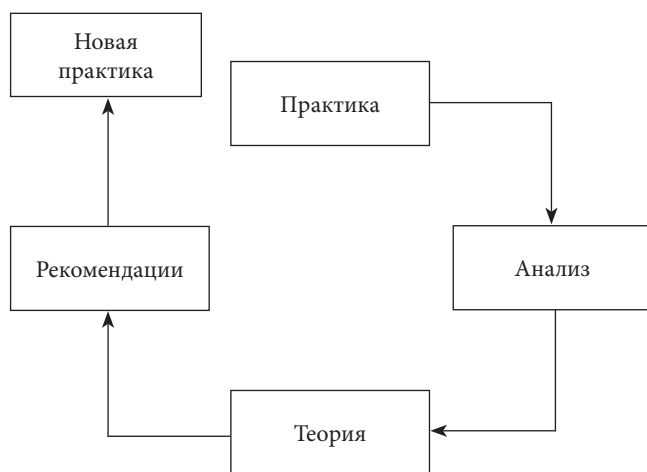 Новая
практика
Практика
Рекомендации
Анализ
Теория